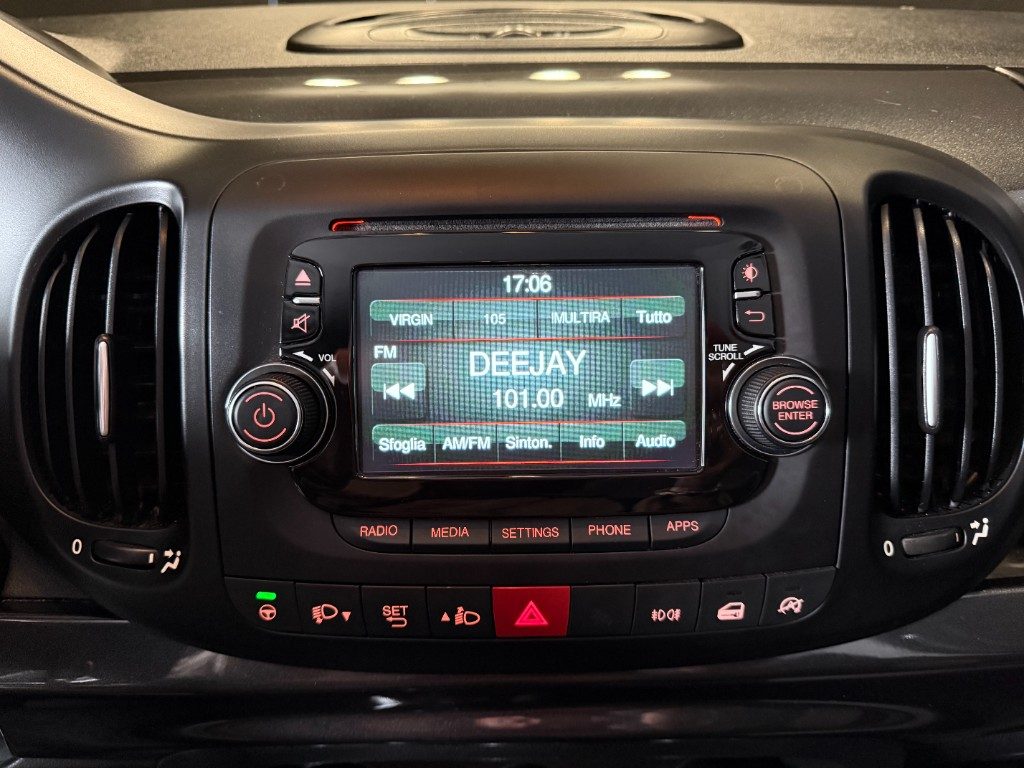 17:06
VIRGIN 105 IMULTIRA Tutto
VOL
TUNE
SCROLL
FM
DEEJAY
101.00 MHz
BROWSE
ENTER
Sfoglia AM/FM Sinton. Info Audio
RADIO MEDIA SETTINGS PHONE APPS
0
0
SET